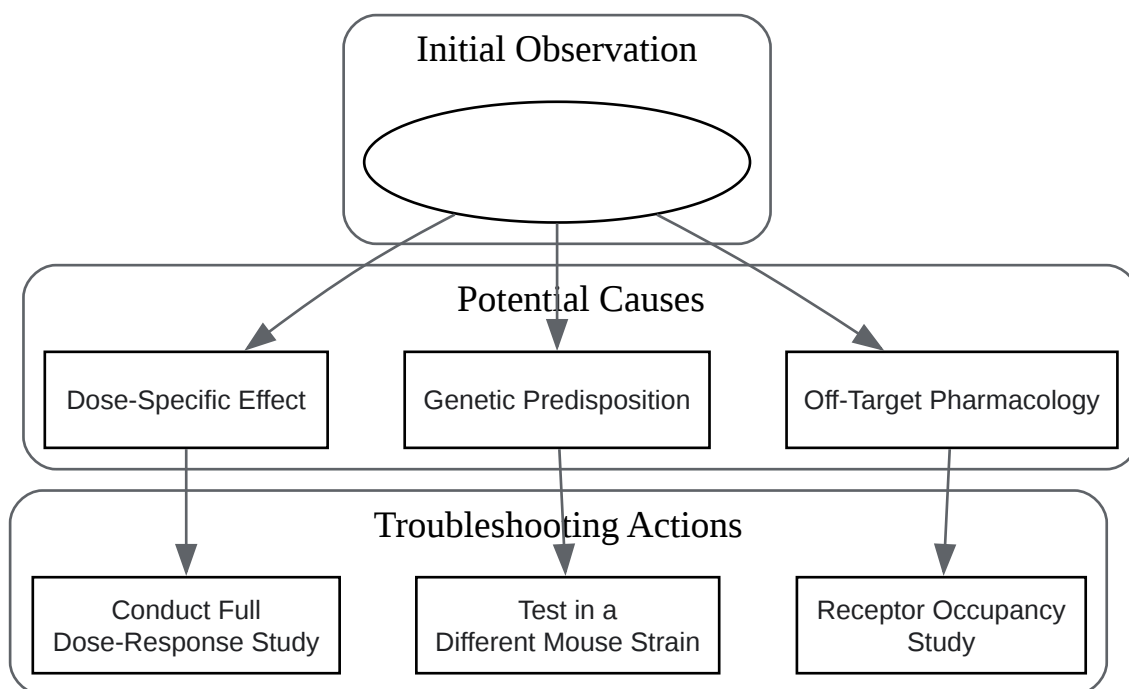 Initial Observation
Potential Causes
Dose-Specific Effect
Genetic Predisposition
Off-Target Pharmacology
Troubleshooting Actions
Conduct Full
Dose-Response Study
Test in a
Different Mouse Strain
Receptor Occupancy
Study